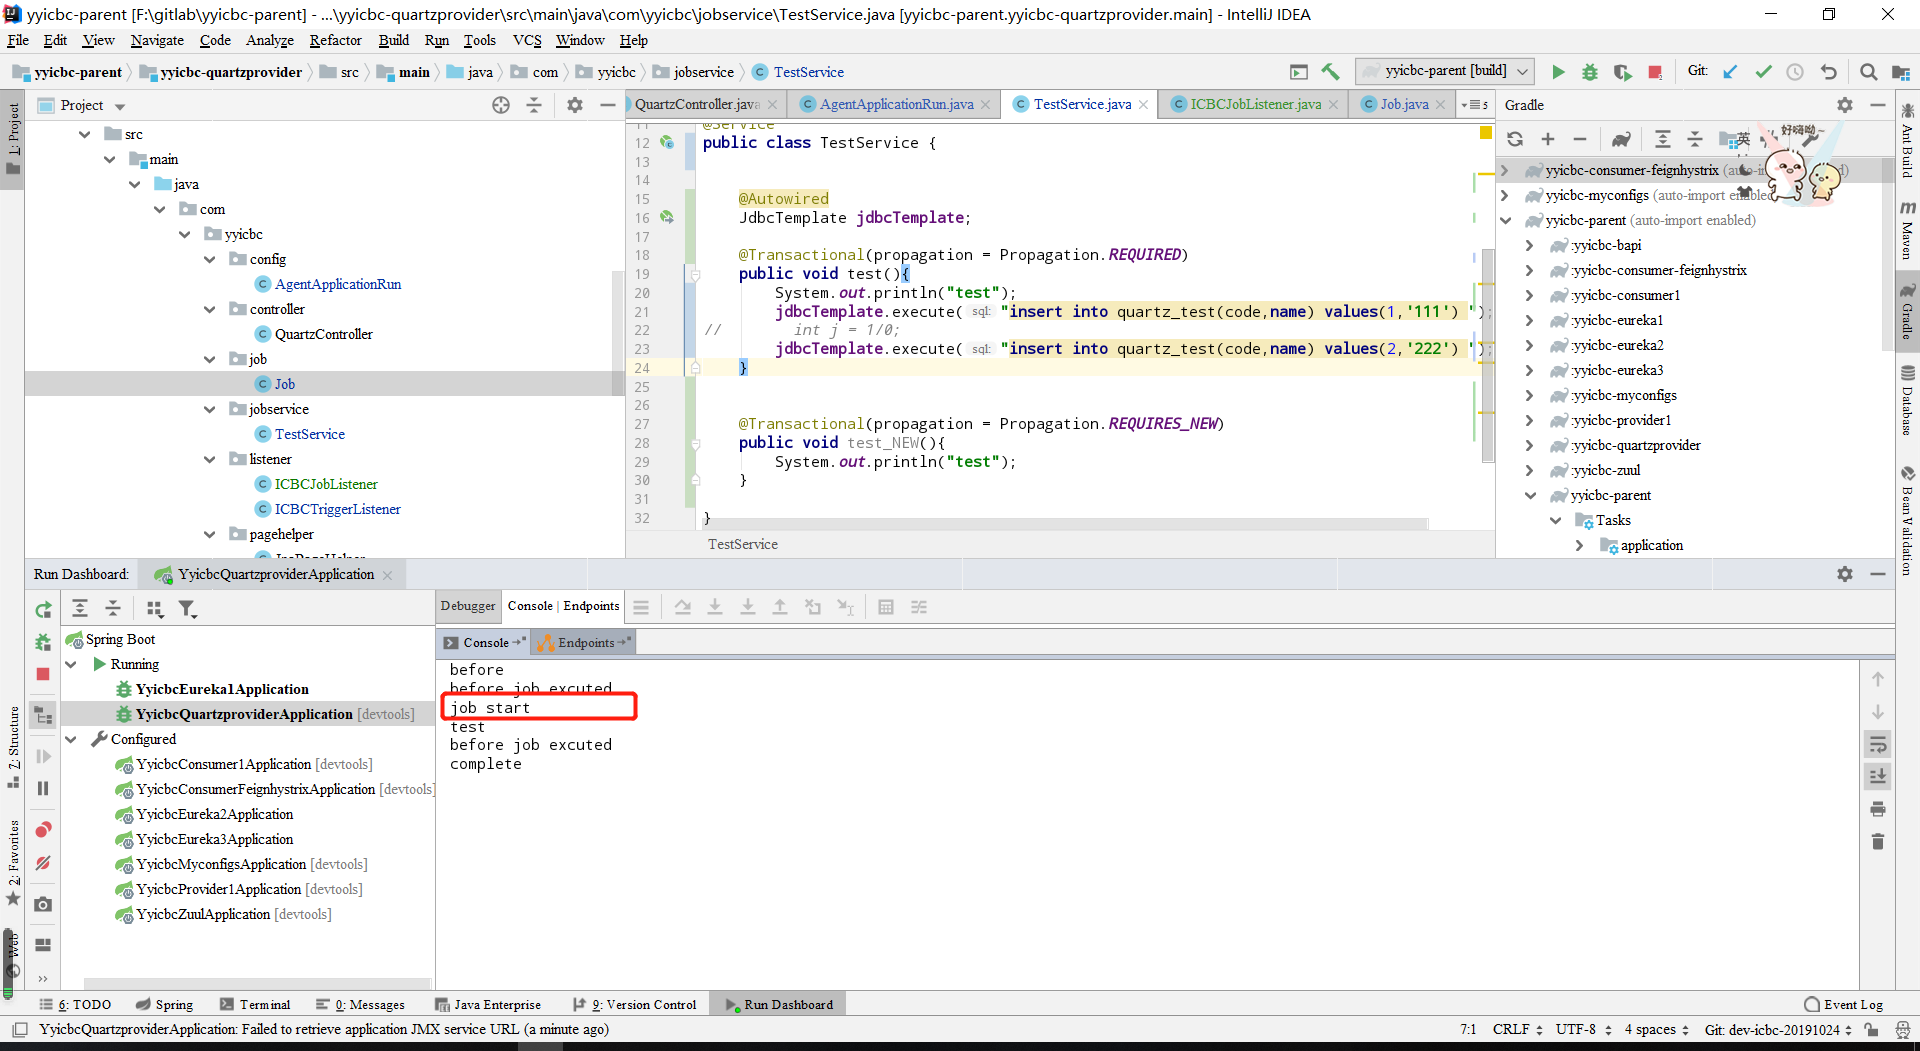 yyicbc-parent [F:\gitlab\yyicbc-parent] - ...\yyicbc-quartzprovider\src\main\java\com\yyicbc\jobservice\TestService.java [yyicbc-parent.yyicbc-quartzprovider.main] - IntelliJ IDEA
File Edit View Navigate Code Analyze Refactor Build Run Tools VCS Window Help
yyicbc-parent yyicbc-quartzprovider src main java com yyicbc jobservice TestService
yyicbc-parent [build]
Git:
1: Project
Project
src
main
java
com
yyicbc
config
AgentApplicationRun
controller
QuartzController
job
Job
jobservice
TestService
listener
ICBCJobListener
ICBCTriggerListener
pagehelper
QuartzController.java AgentApplicationRun.java TestService.java ICBCJobListener.java Job.java
5
11 @Service
12 public class TestService {
13
14
15 @Autowired
16 JdbcTemplate jdbcTemplate;
17
18 @Transactional(propagation = Propagation.REQUIRED)
19 public void test(){
20 System.out.println("test");
21 jdbcTemplate.execute( sql: "insert into quartz_test(code,name) values(1,'111') ");
22 // int j = 1/0;
23 jdbcTemplate.execute( sql: "insert into quartz_test(code,name) values(2,'222') ");
24 }
25
26
27 @Transactional(propagation = Propagation.REQUIRES_NEW)
28 public void test_NEW(){
29 System.out.println("test");
30 }
31
32 }
TestService
Gradle
英
好嗨呦~
yyicbc-consumer-feignhystrix
yyicbc-myconfigs (auto-import enabled)
yyicbc-parent (auto-import enabled)
:yyicbc-bapi
:yyicbc-consumer-feignhystrix
:yyicbc-consumer1
:yyicbc-eureka1
:yyicbc-eureka2
:yyicbc-eureka3
:yyicbc-myconfigs
:yyicbc-provider1
:yyicbc-quartzprovider
:yyicbc-zuul
yyicbc-parent
Tasks
application
Ant Build
Maven
Gradle
Database
Bean Validation
Run Dashboard: YyicbcQuartzproviderApplication
Debugger Console | Endpoints
Console Endpoints
Spring Boot
Running
YyicbcEureka1Application
YyicbcQuartzproviderApplication [devtools]
Configured
YyicbcConsumer1Application [devtools]
YyicbcConsumerFeignhystrixApplication [devtools]
YyicbcEureka2Application
YyicbcEureka3Application
YyicbcMyconfigsApplication [devtools]
YyicbcProvider1Application [devtools]
YyicbcZuulApplication [devtools]
before
before job excuted
job start
test
before job excuted
complete
7: Structure
2: Favorites
Web
6: TODO Spring Terminal 0: Messages Java Enterprise 9: Version Control Run Dashboard Event Log
YyicbcQuartzproviderApplication: Failed to retrieve application JMX service URL (a minute ago)
7:1 CRLF UTF-8 4 spaces Git: dev-icbc-20191024